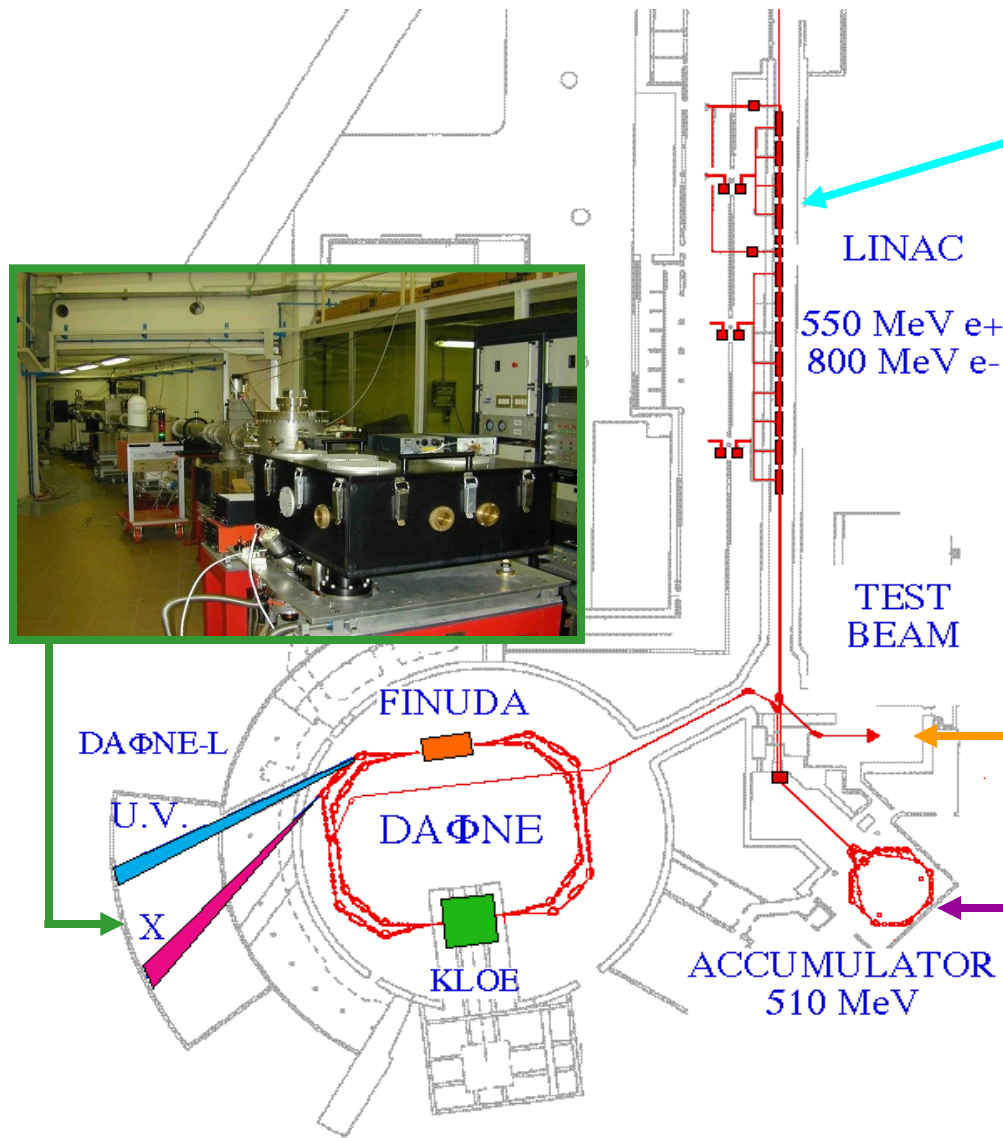 LINAC
550 MeV e+
800 MeV e-
TEST
BEAM
FINUDA
DAΦNE-L
U.V.
DAΦNE
X
KLOE
ACCUMULATOR
510 MeV